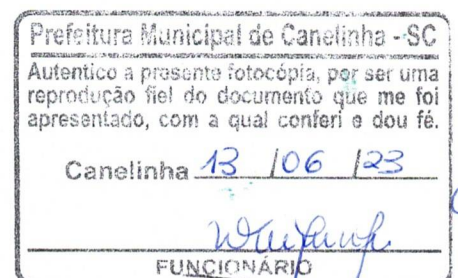 Prefeitura Municipal de Canelinha - SC
Autentico a presente fotocópia, por ser uma
reprodução fiel do documento que me foi
apresentado, com a qual conferi e dou fé.
Canelinha 13 / 06 / 23
FUNCIONÁRIO